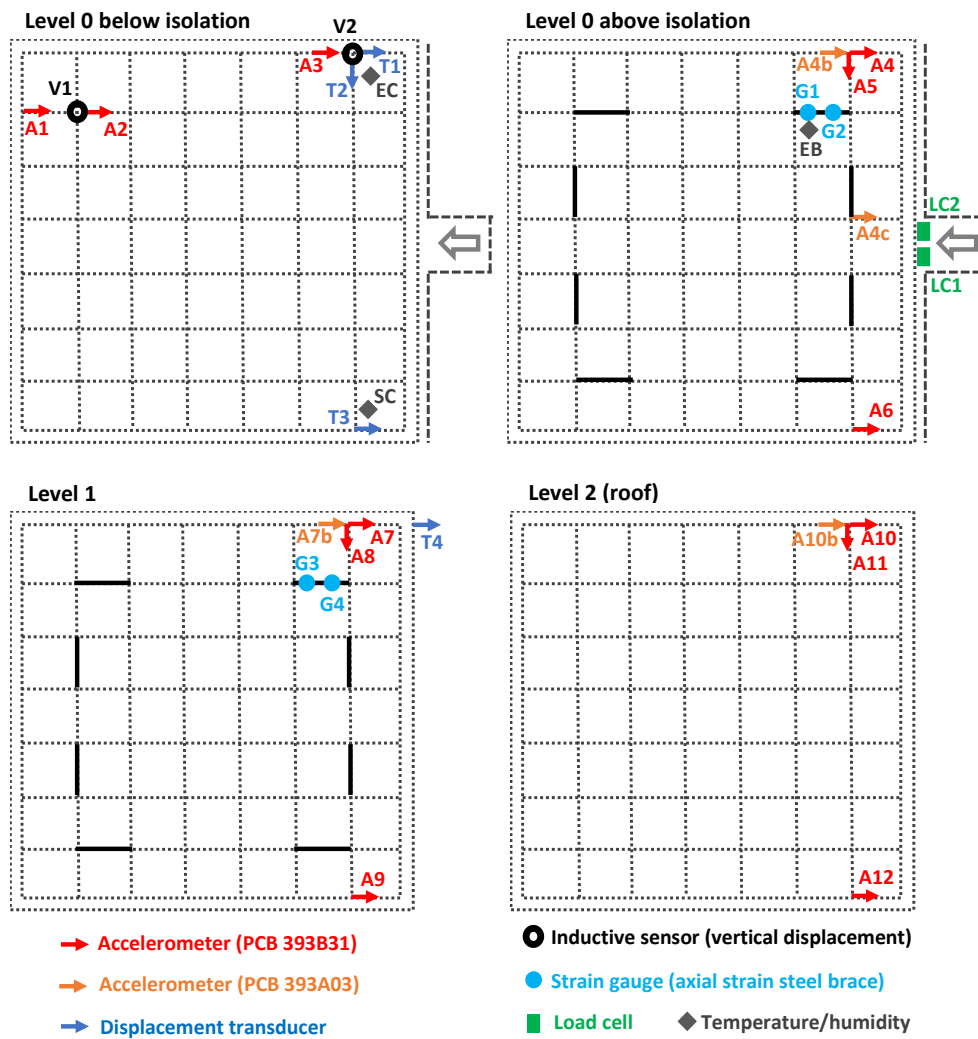 Level 0 below isolation
V2
A3
T1
T2
EC
V1
A1
A2
SC
T3
Level 0 above isolation
A4b
A4
A5
G1
G2
EB
LC2
A4c
LC1
A6
Level 1
A7b
A7
T4
A8
G3
G4
A9
Level 2 (roof)
A10b
A10
A11
A12
Accelerometer (PCB 393B31)
Accelerometer (PCB 393A03)
Displacement transducer
Inductive sensor (vertical displacement)
Strain gauge (axial strain steel brace)
Load cell
Temperature/humidity